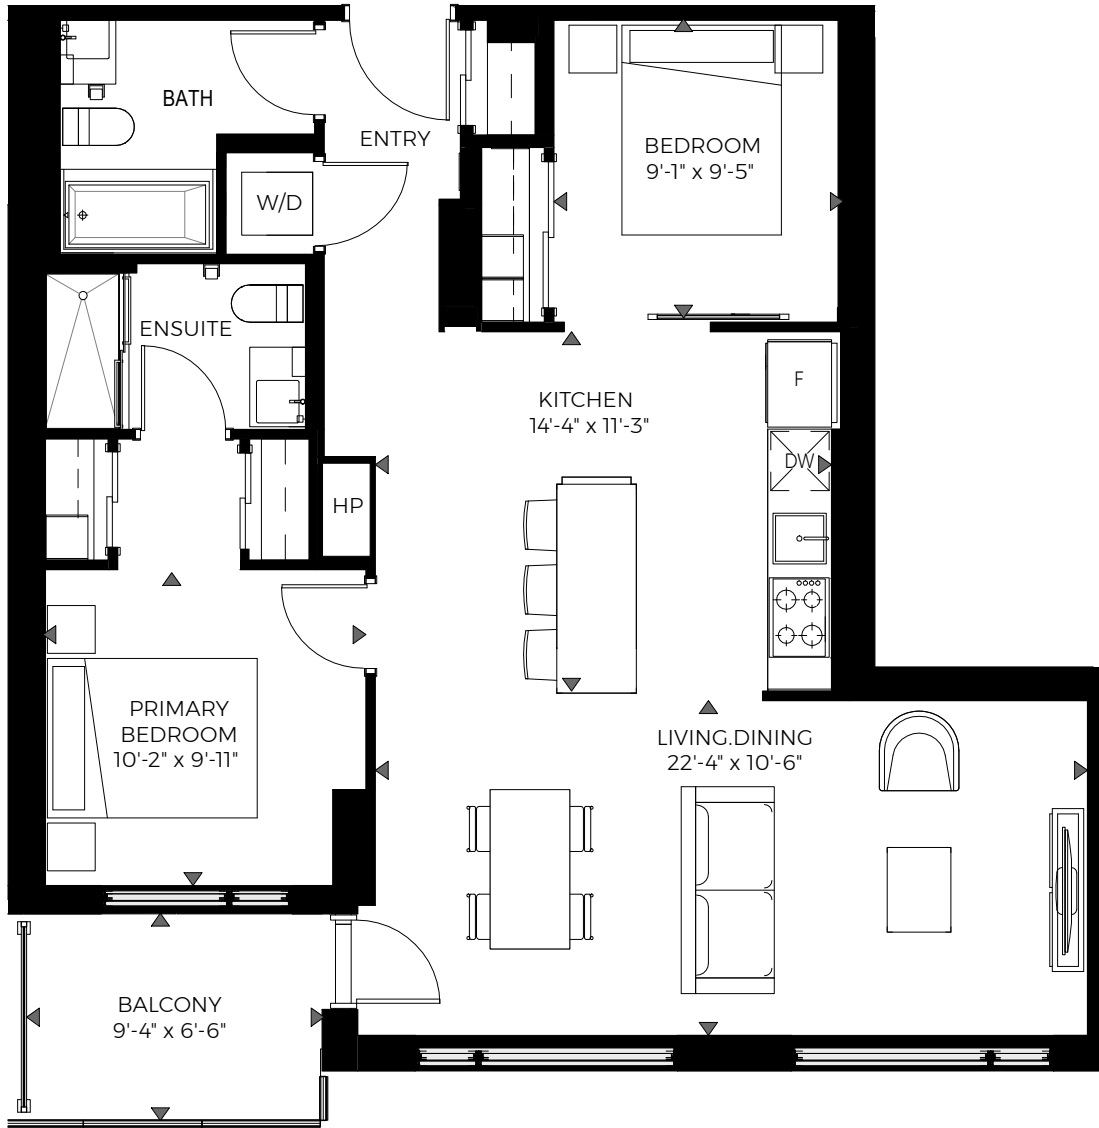 BATH
ENTRY
BEDROOM
9'-1" x 9'-5"
W/D
ENSUITE
F
KITCHEN
14'-4" x 11'-3"
DW
HP
PRIMARY
BEDROOM
10'-2" x 9'-11"
LIVING.DINING
22'-4" x 10'-6"
BALCONY
9'-4" x 6'-6"